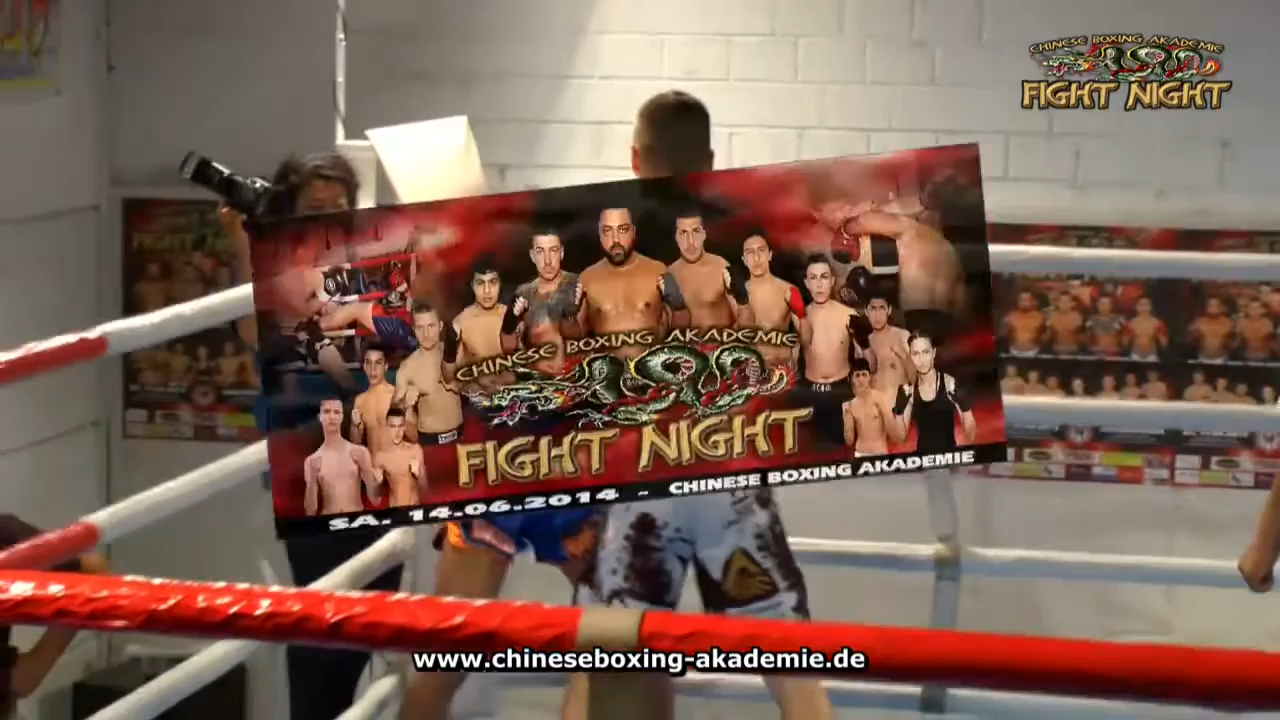 CHINESE BOXING AKADEMIE
FIGHT NIGHT
CHINESE BOXING AKADEMIE
FIGHT NIGHT
SA. 14.06.2014 - CHINESE BOXING AKADEMIE
www.chineseboxing-akademie.de